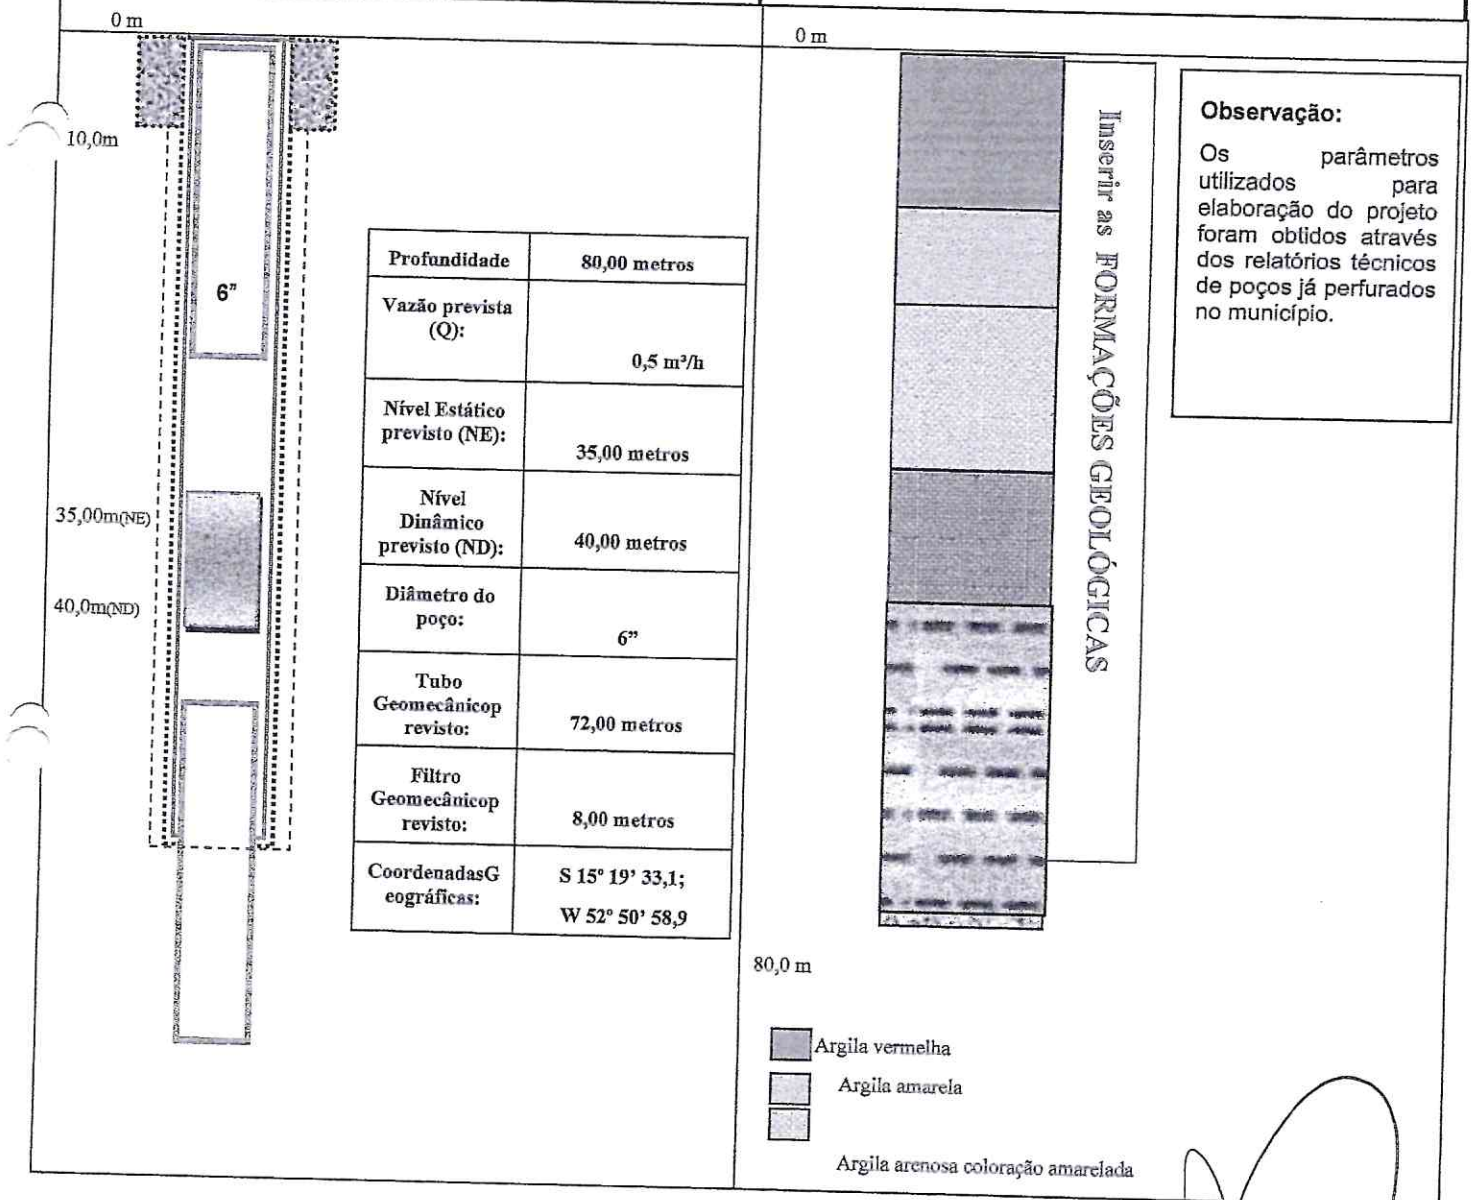 0 m
10,0m
6”
35,00m(NE)
40,0m(ND)
Profundidade
80,00 metros
Vazão prevista
(Q):
0,5 m³/h
Nível Estático
previsto (NE):
35,00 metros
Nível
Dinâmico
previsto (ND):
40,00 metros
Diâmetro do
poço:
6”
Tubo
Geomecânicop
revisto:
72,00 metros
Filtro
Geomecânicop
revisto:
8,00 metros
CoordenadasG
eográficas:
S 15º 19’ 33,1;
W 52º 50’ 58,9
0 m
Inserir as FORMAÇÕES GEOLÓGICAS
80,0 m
Argila vermelha
Argila amarela
Argila arenosa coloração amarelada
Observação:
Os parâmetros
utilizados para
elaboração do projeto
foram obtidos através
dos relatórios técnicos
de poços já perfurados
no município.